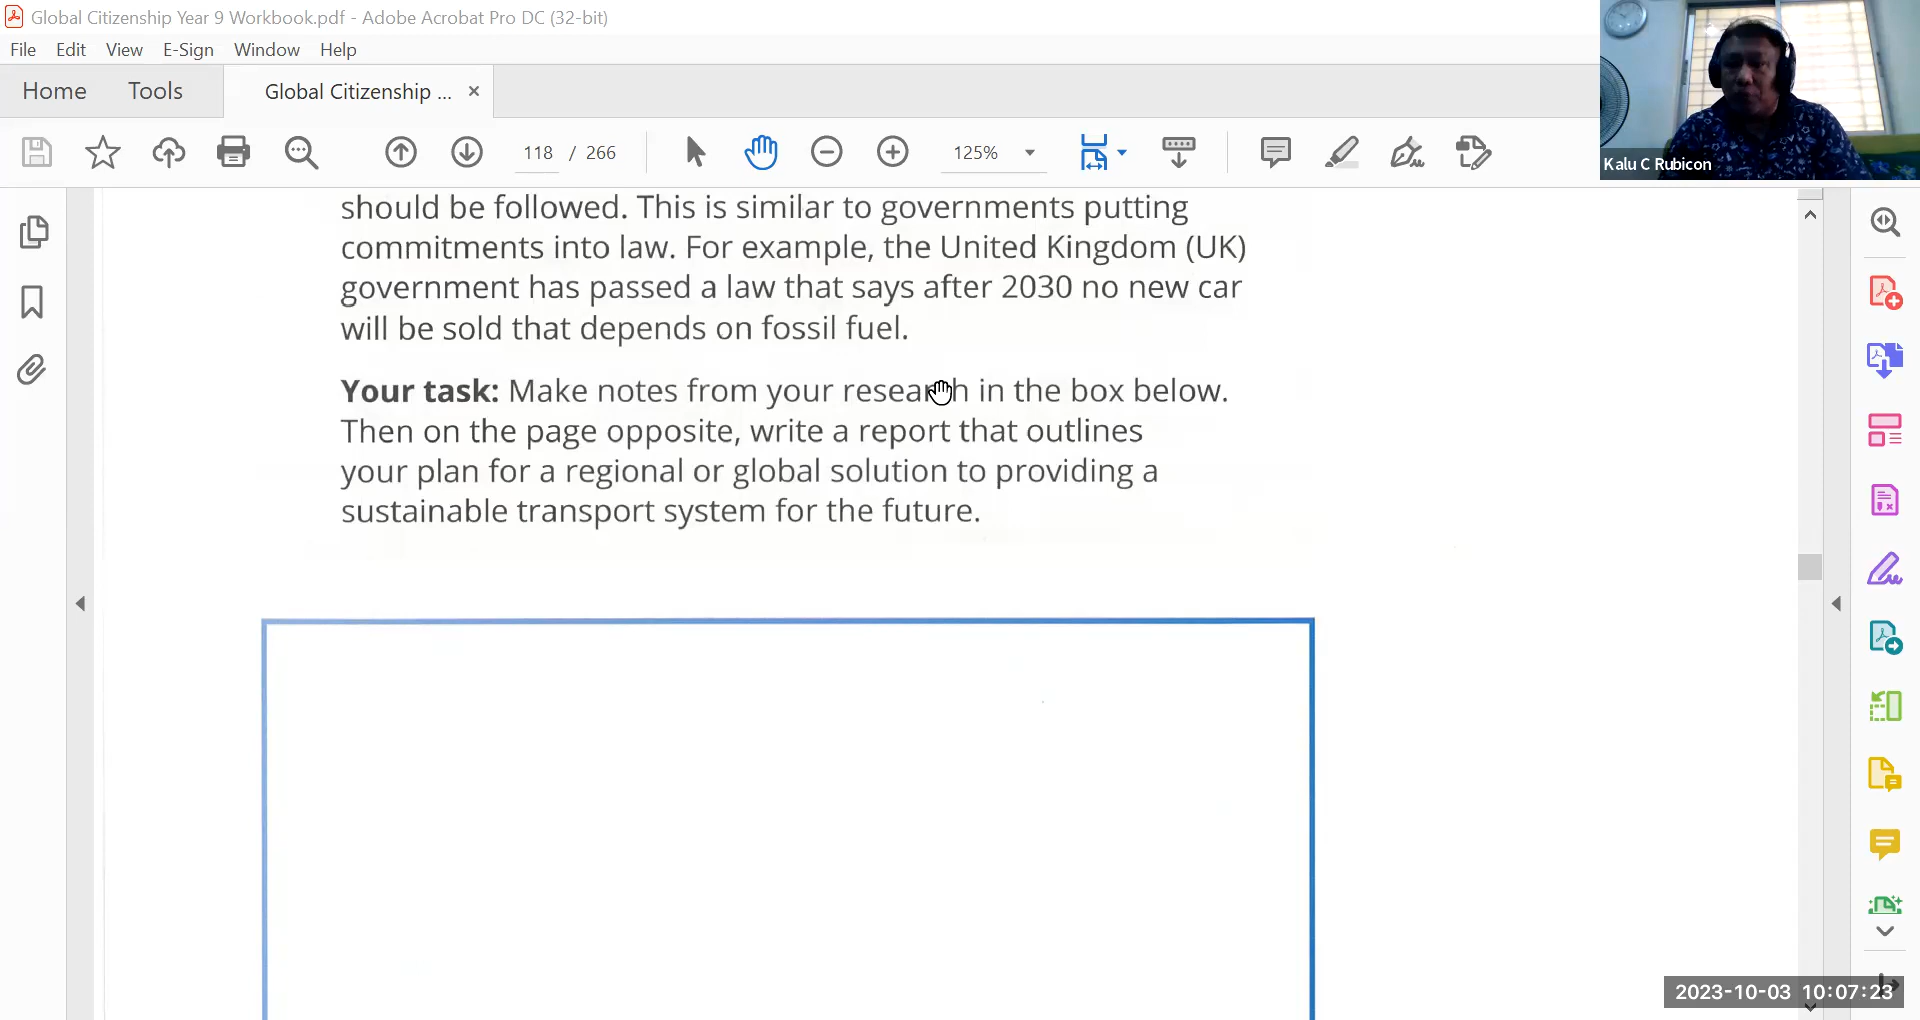 Global Citizenship Year 9 Workbook.pdf - Adobe Acrobat Pro DC (32-bit)
File Edit View E-Sign Window Help
Home Tools Global Citizenship ... ×
118 / 266 125%
Kalu C Rubicon
should be followed. This is similar to governments putting
commitments into law. For example, the United Kingdom (UK)
government has passed a law that says after 2030 no new car
will be sold that depends on fossil fuel.
Your task: Make notes from your research in the box below.
Then on the page opposite, write a report that outlines
your plan for a regional or global solution to providing a
sustainable transport system for the future.
2023-10-03 10:07:23